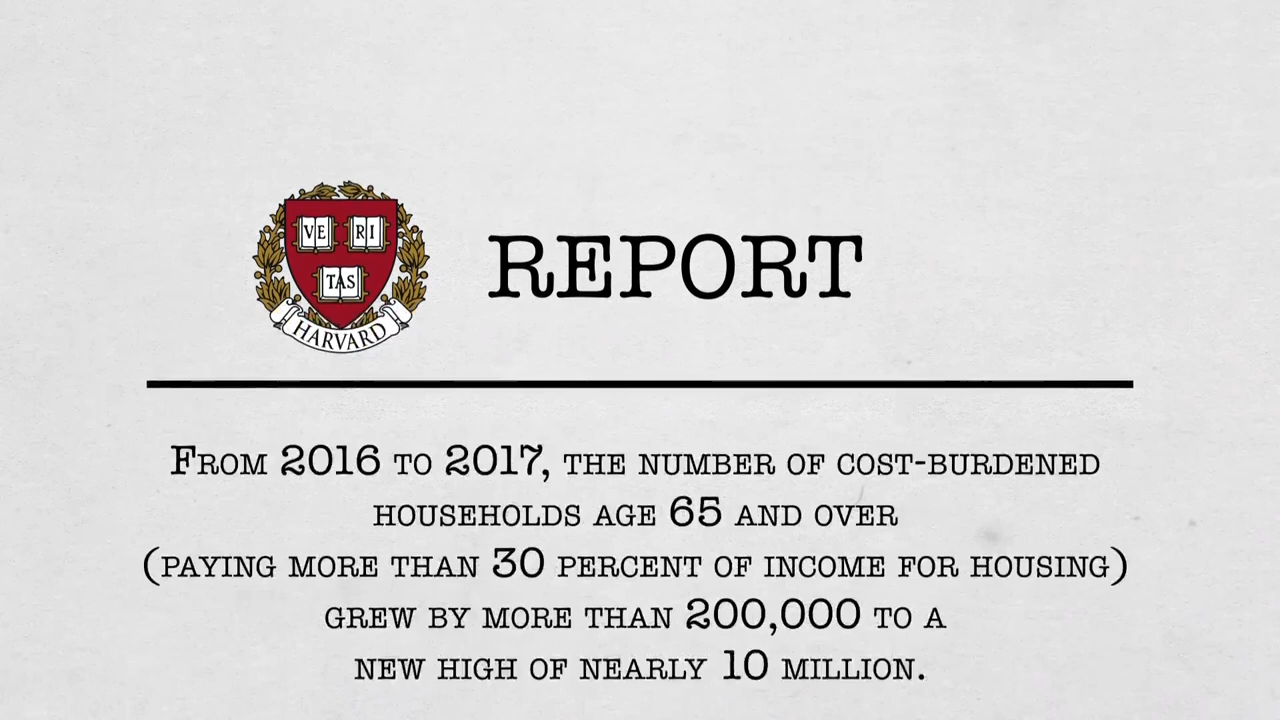 VE RI
TAS
HARVARD
REPORT
From 2016 to 2017, the number of cost-burdened
households age 65 and over
(paying more than 30 percent of income for housing)
grew by more than 200,000 to a
new high of nearly 10 million.